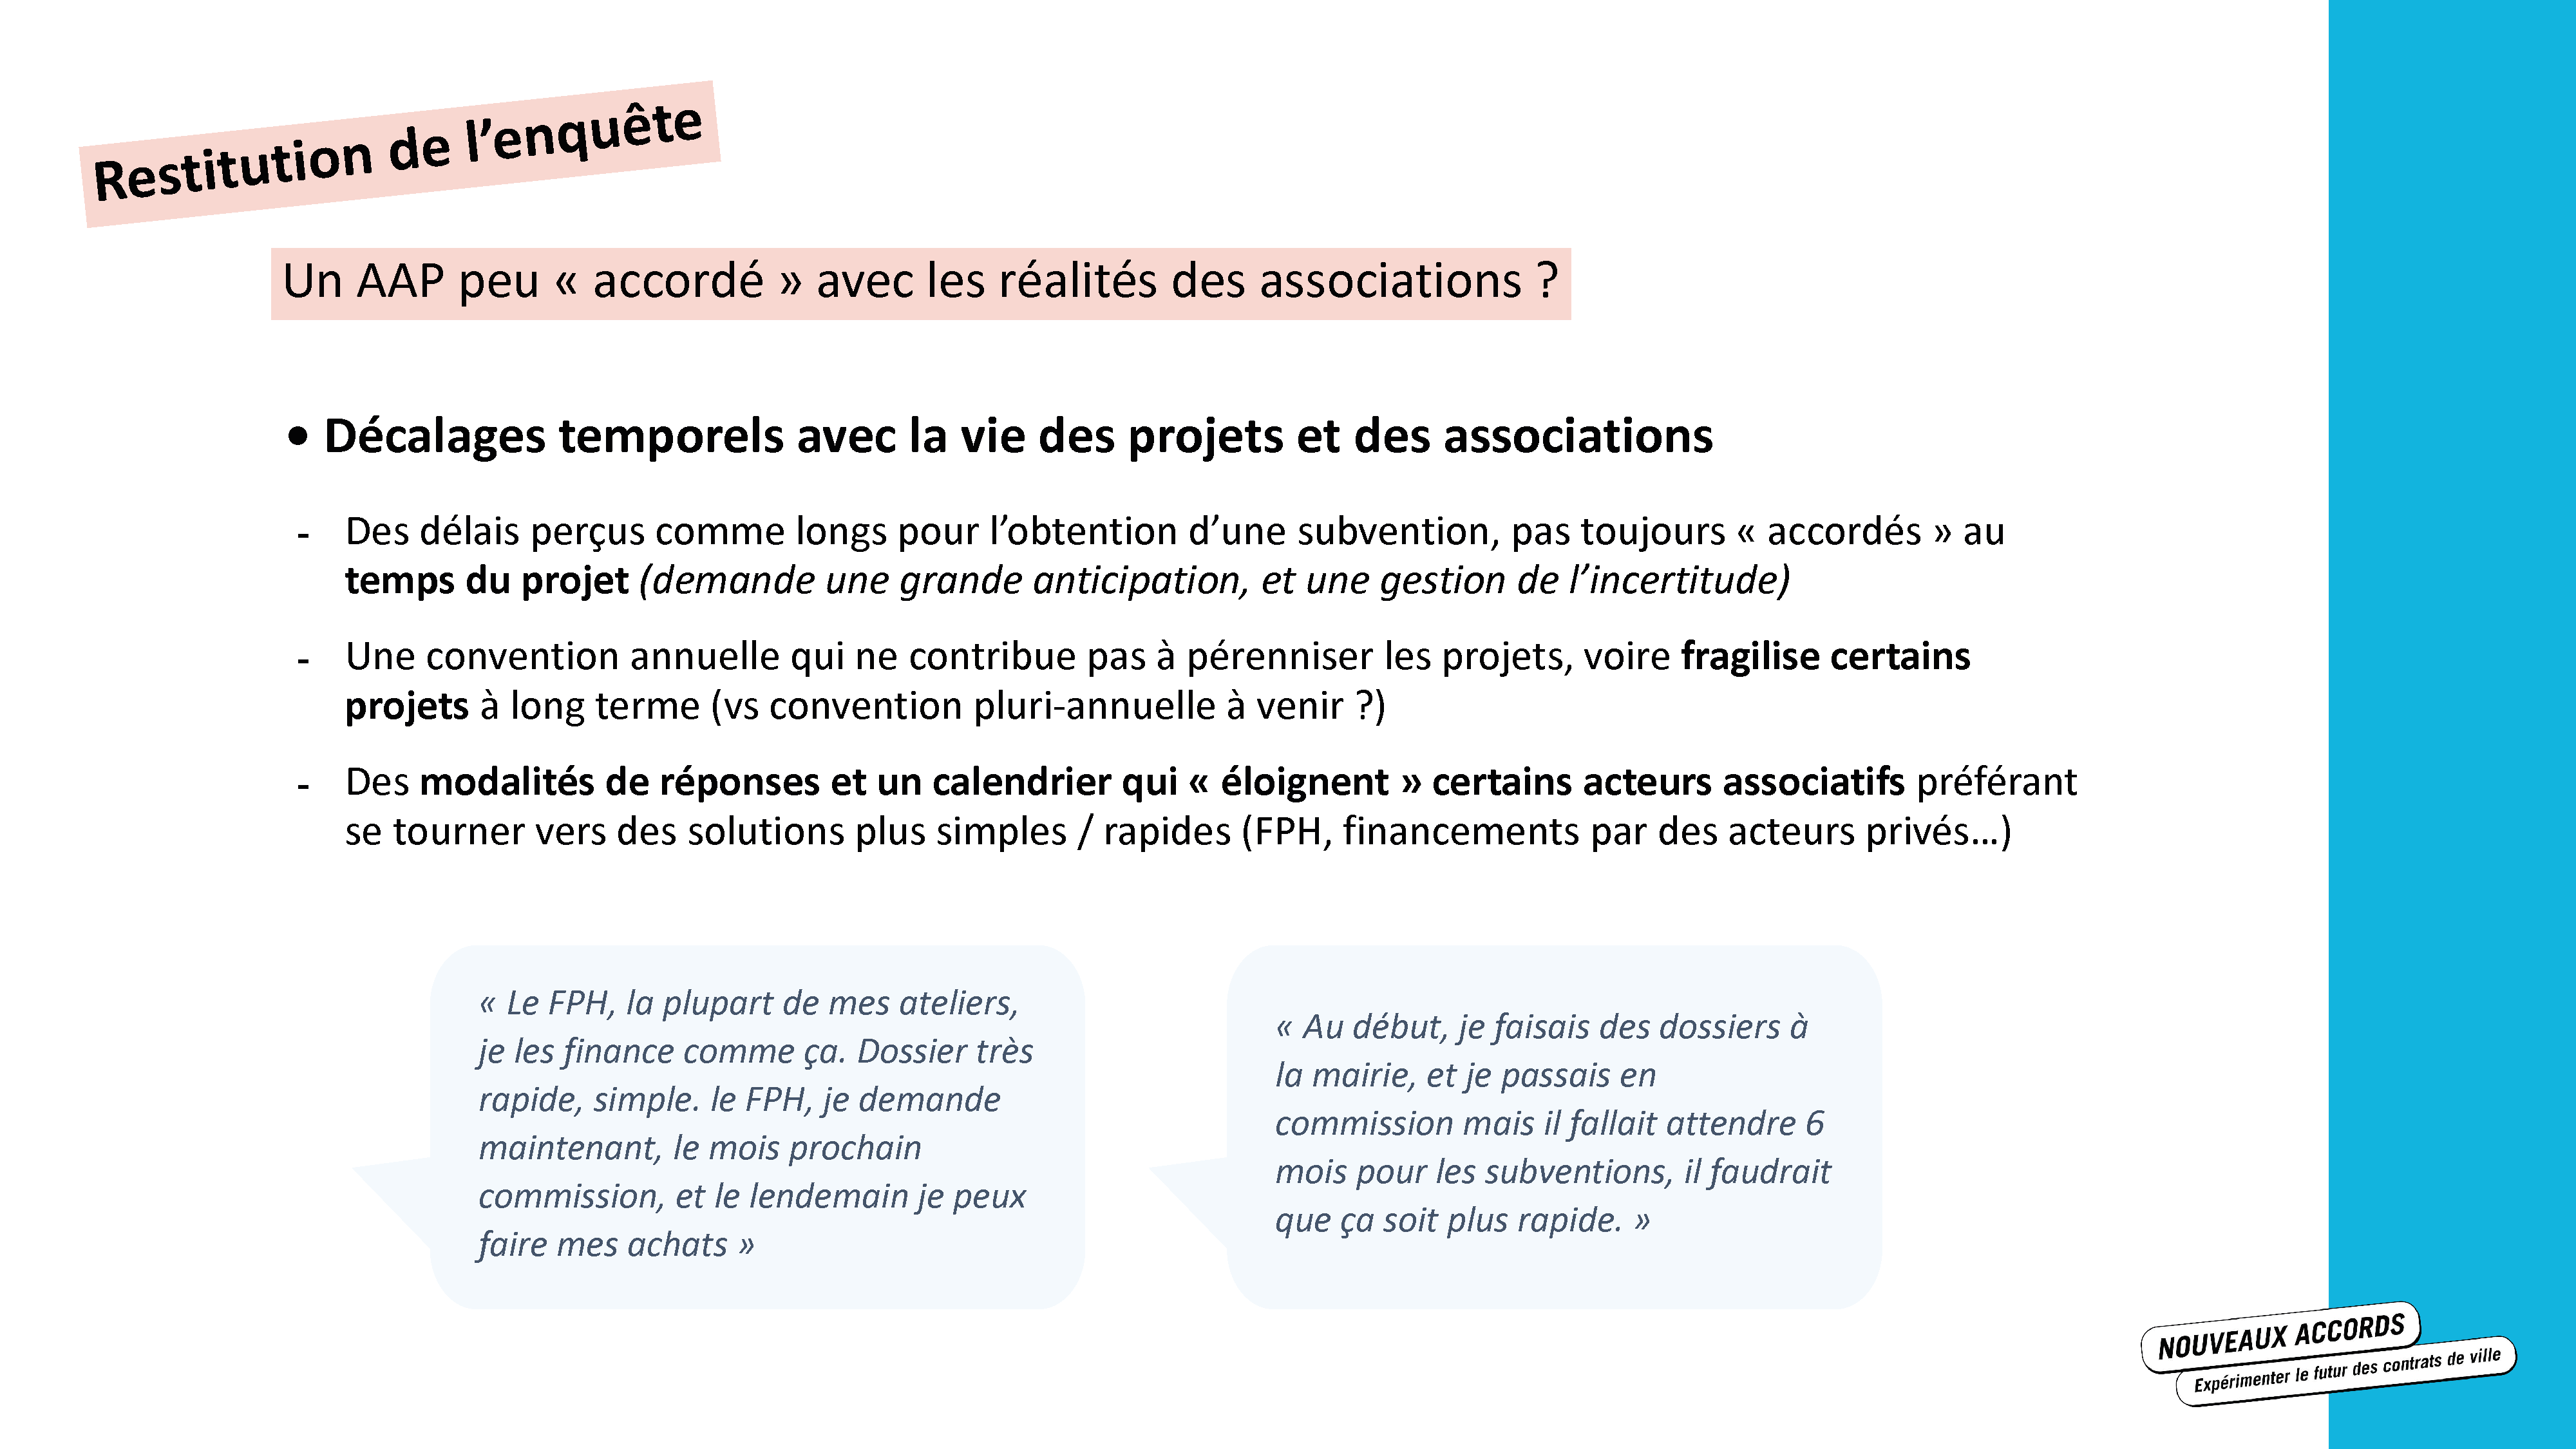 Restitution de l’enquête
Un AAP peu « accordé » avec les réalités des associations ?
• Décalages temporels avec la vie des projets et des associations
- Des délais perçus comme longs pour l’obtention d’une subvention, pas toujours « accordés » au
temps du projet (demande une grande anticipation, et une gestion de l’incertitude)
- Une convention annuelle qui ne contribue pas à pérenniser les projets, voire fragilise certains
projets à long terme (vs convention pluri-annuelle à venir ?)
- Des modalités de réponses et un calendrier qui « éloignent » certains acteurs associatifs préférant
se tourner vers des solutions plus simples / rapides (FPH, financements par des acteurs privés…)
« Le FPH, la plupart de mes ateliers,
je les finance comme ça. Dossier très
rapide, simple. le FPH, je demande
maintenant, le mois prochain
commission, et le lendemain je peux
faire mes achats »
« Au début, je faisais des dossiers à
la mairie, et je passais en
commission mais il fallait attendre 6
mois pour les subventions, il faudrait
que ça soit plus rapide. »
NOUVEAUX ACCORDS
Expérimenter le futur des contrats de ville